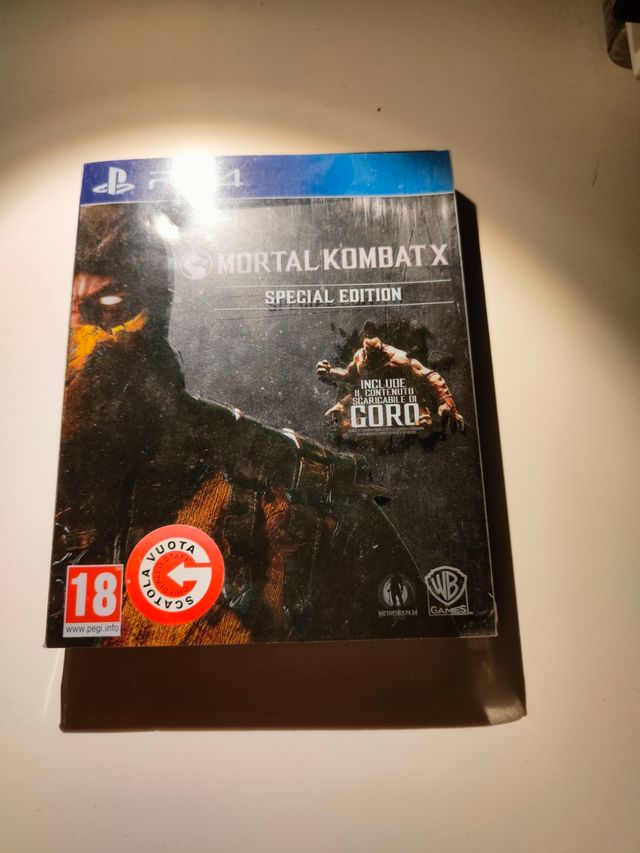 PS4
MORTAL KOMBAT X
SPECIAL EDITION
INCLUDE
IL CONTENUTO
SCARICABILE DI
GORO
SCATOLA VUOTA
18
www.pegi.info
NETHERREALM
WB
GAMES